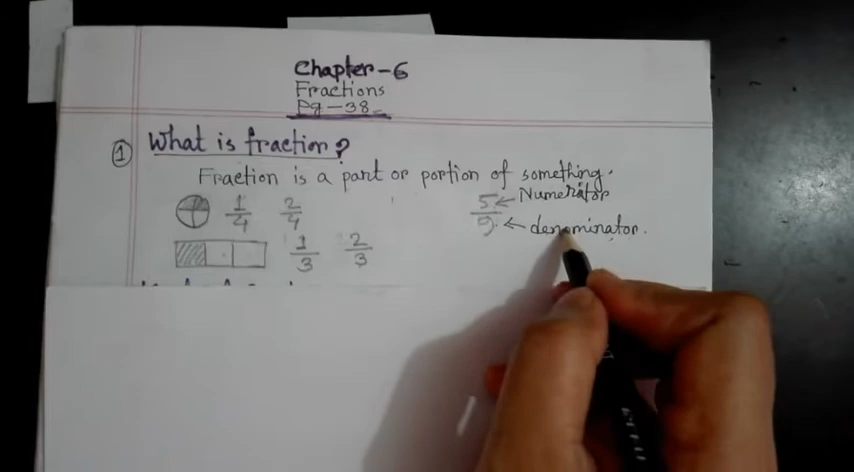 Chapter-6
Fractions
Pg-38
① What is fraction?
Fraction is a part or portion of something.
1/4 2/4 5/9 ← Numerator
← denominator.
1/3 2/3